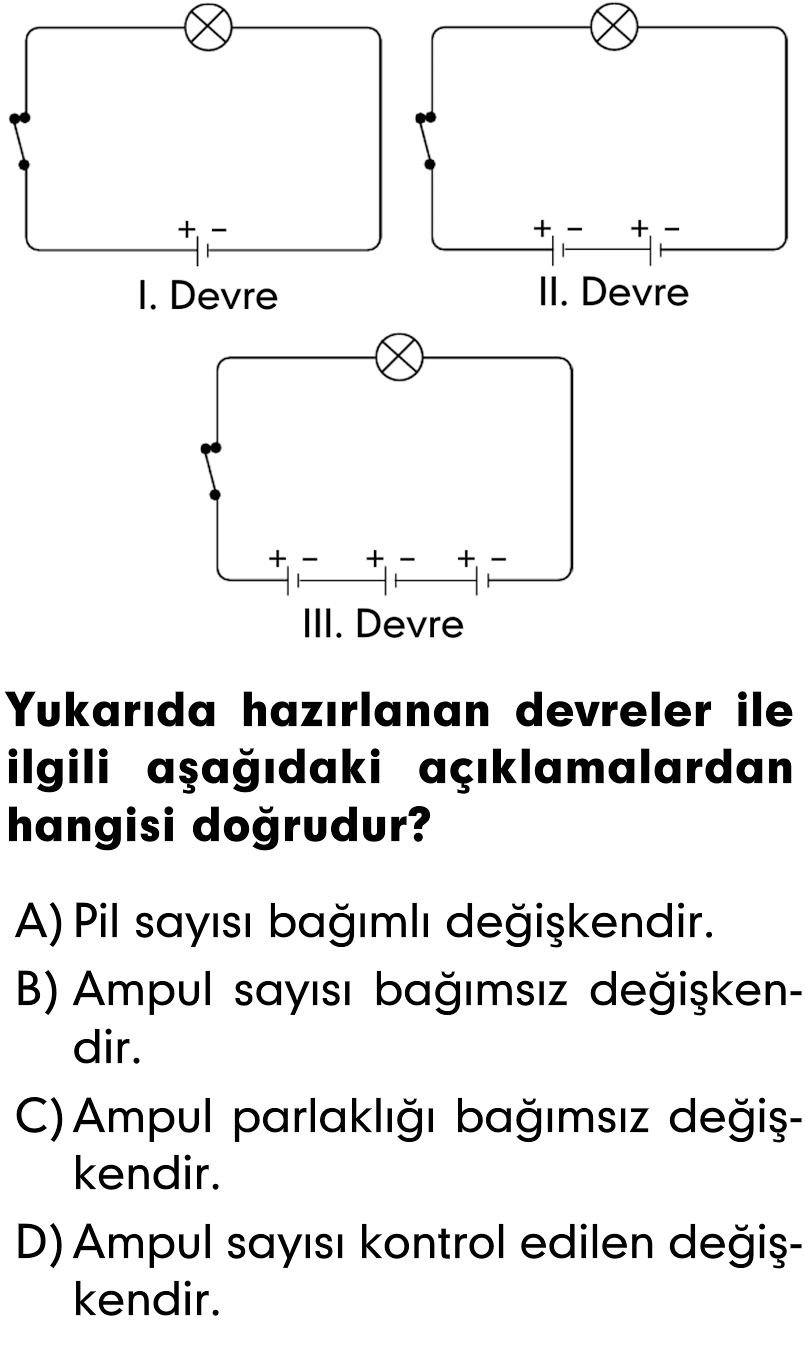 + -
+ - + -
I. Devre
II. Devre
+ - + - + -
III. Devre
Yukarıda hazırlanan devreler ile
ilgili aşağıdaki açıklamalardan
hangisi doğrudur?
A) Pil sayısı bağımlı değişkendir.
B) Ampul sayısı bağımsız değişken-
dir.
C) Ampul parlaklığı bağımsız değiş-
kendir.
D) Ampul sayısı kontrol edilen değiş-
kendir.